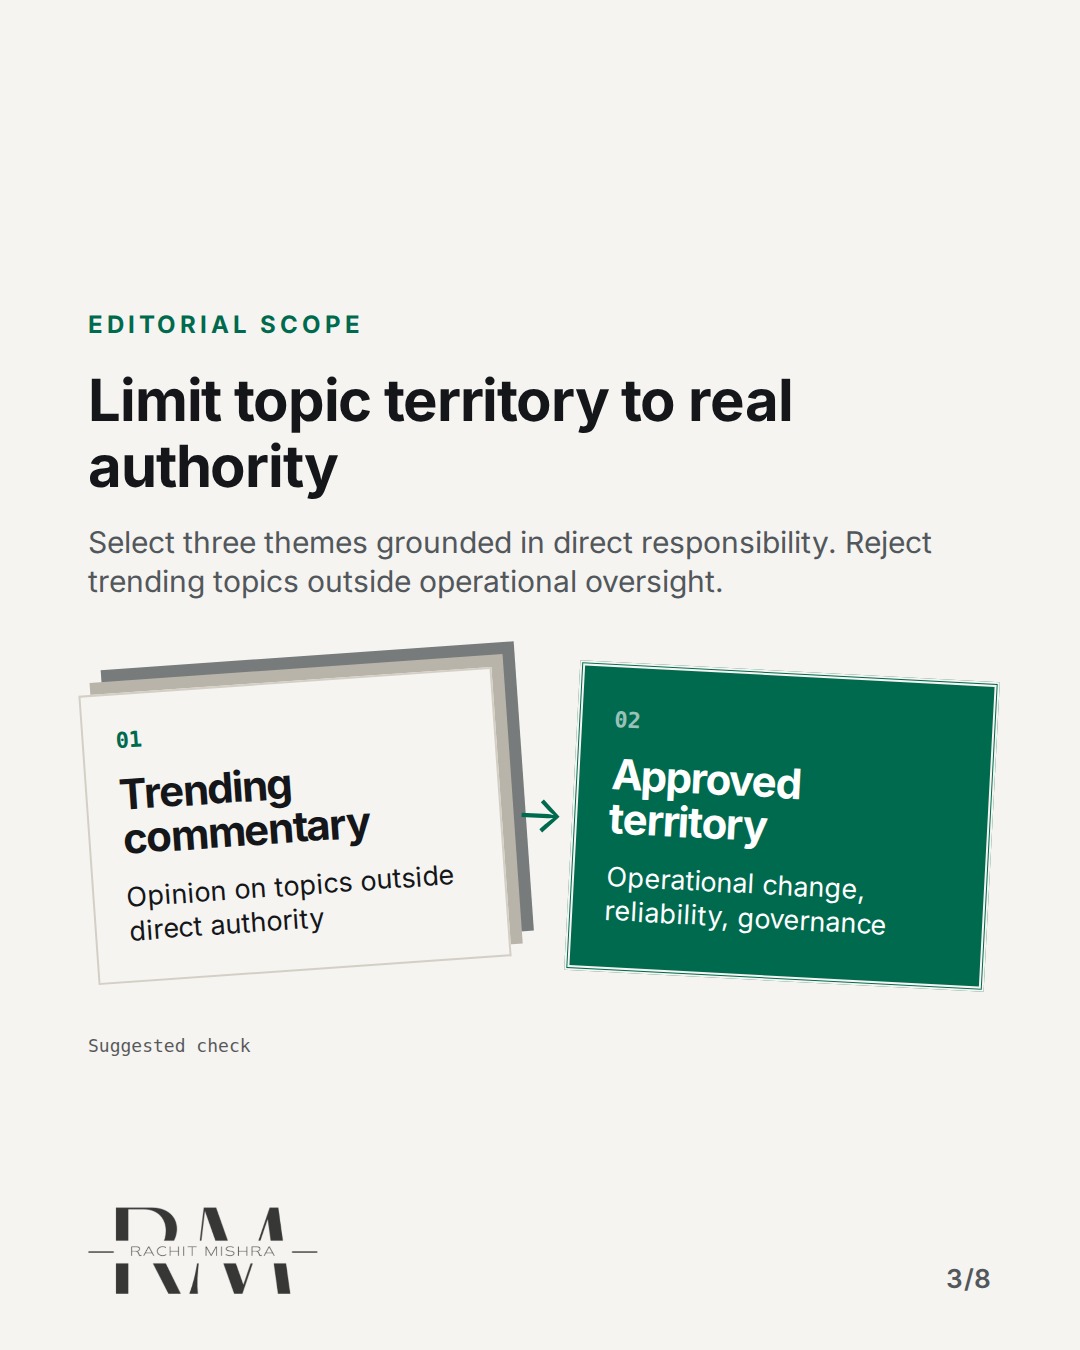 EDITORIAL SCOPE
Limit topic territory to real
authority
Select three themes grounded in direct responsibility. Reject
trending topics outside operational oversight.
01
Trending
commentary
Opinion on topics outside
direct authority
02
Approved
territory
Operational change,
reliability, governance
Suggested check
RM
RACHIT MISHRA
3/8